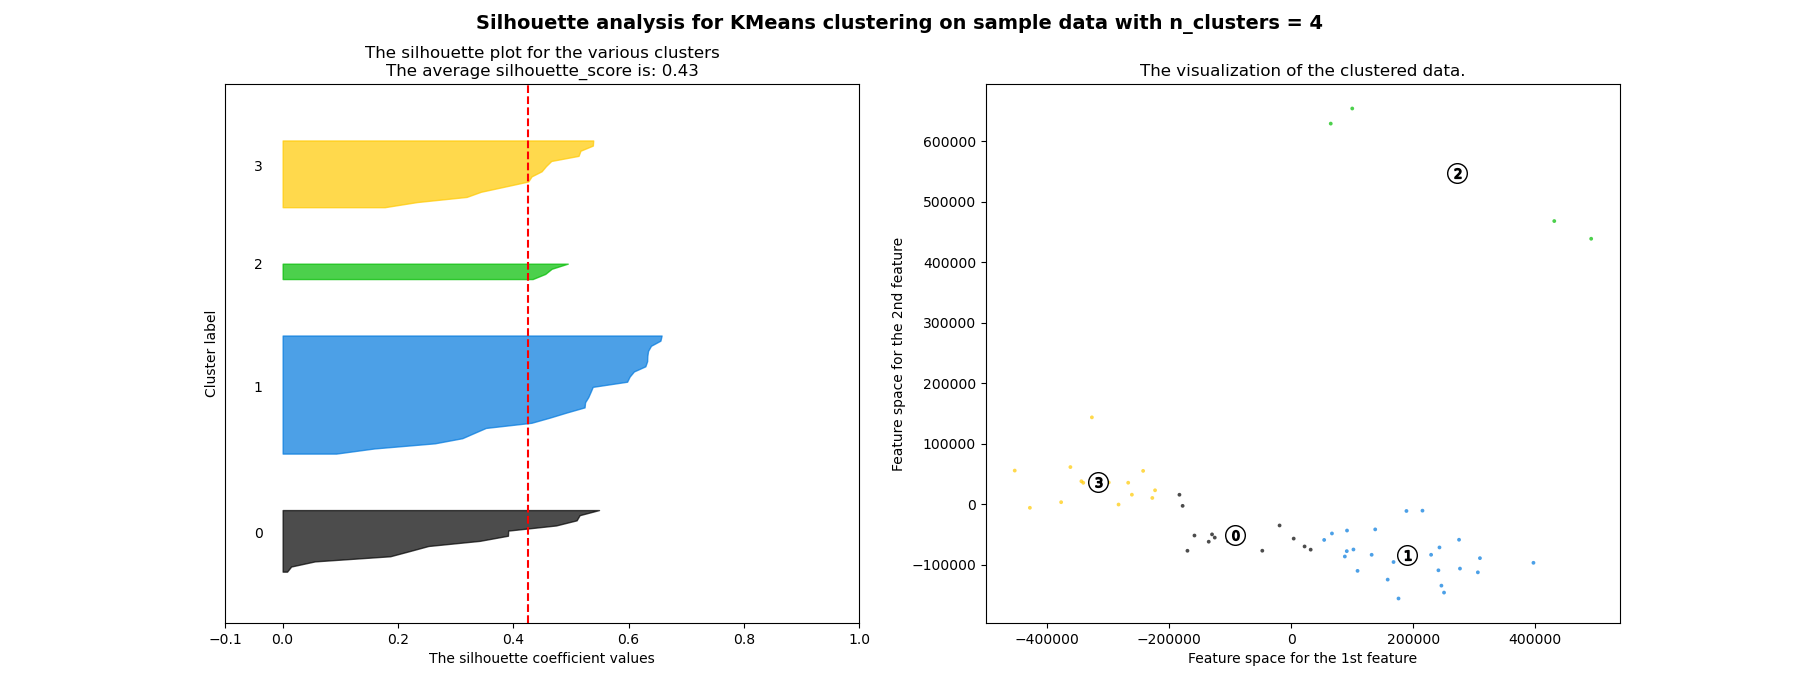 Silhouette analysis for KMeans clustering on sample data with n_clusters = 4
The silhouette plot for the various clusters
The average silhouette_score is: 0.43
3
2
1
0
Cluster label
−0.1 0.0 0.2 0.4 0.6 0.8 1.0
The silhouette coefficient values
The visualization of the clustered data.
600000
500000
400000
300000
200000
100000
0
−100000
Feature space for the 2nd feature
2
3
0
1
−400000 −200000 0 200000 400000
Feature space for the 1st feature